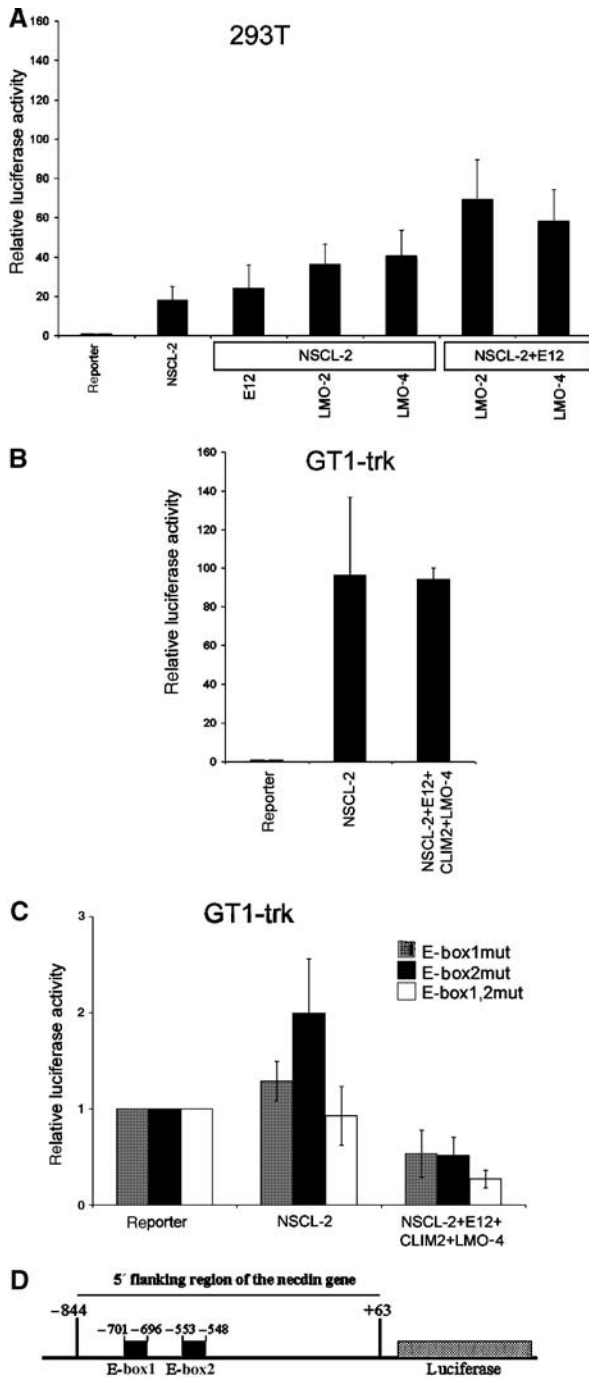 A
293T
Relative luciferase activity
160
140
120
100
80
60
40
20
0
Reporter
NSCL-2
NSCL-2
E12
LMO-2
LMO-4
NSCL-2+E12
LMO-2
LMO-4
B
GT1-trk
Relative luciferase activity
160
140
120
100
80
60
40
20
0
Reporter
NSCL-2
NSCL-2+E12+
CLIM2+LMO-4
C
GT1-trk
Relative luciferase activity
3
2
1
0
E-box1mut
E-box2mut
E-box1,2mut
Reporter
NSCL-2
NSCL-2+E12+
CLIM2+LMO-4
D
5´ flanking region of the necdin gene
−844
+63
−701 −696
−553 −548
E-box1
E-box2
Luciferase